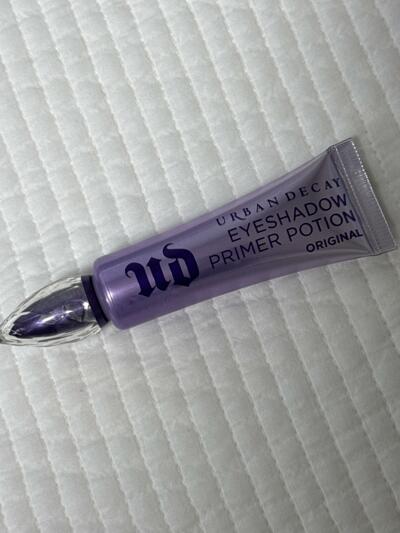 ud
URBAN DECAY
EYESHADOW
PRIMER POTION
ORIGINAL